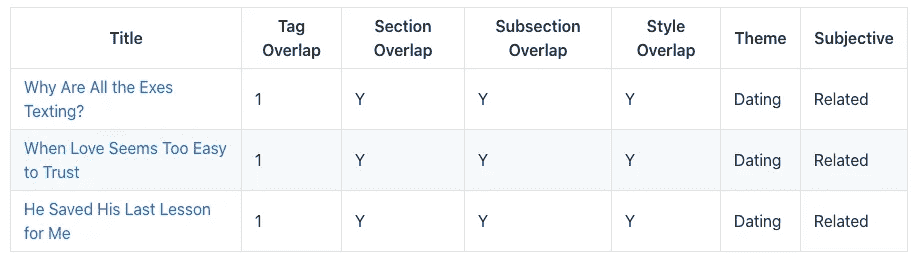 Title Tag Overlap Section Overlap Subsection Overlap Style Overlap Theme Subjective
Why Are All the Exes Texting? 1 Y Y Y Dating Related
When Love Seems Too Easy to Trust 1 Y Y Y Dating Related
He Saved His Last Lesson for Me 1 Y Y Y Dating Related